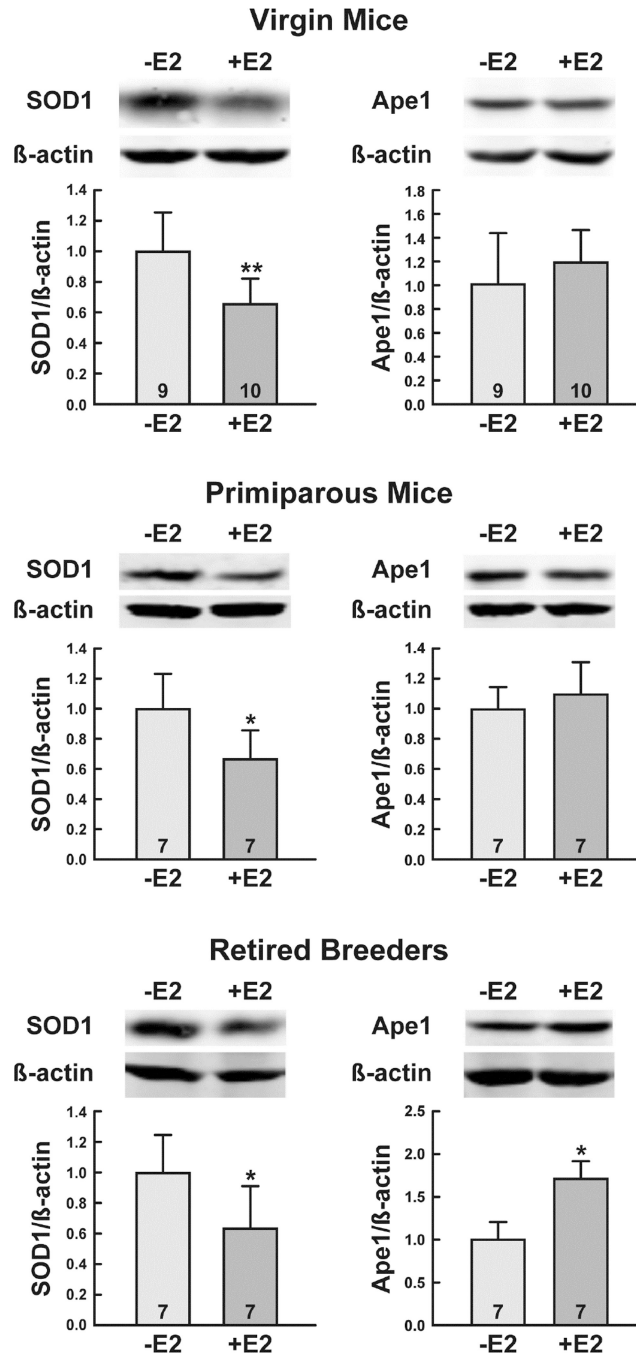 Virgin Mice
-E2 +E2 -E2 +E2
SOD1 Ape1
ß-actin ß-actin
SOD1/ß-actin
1.4
1.2
1.0
0.8
0.6
0.4
0.2
0.0
**
9 10
-E2 +E2
Ape1/ß-actin
1.8
1.6
1.4
1.2
1.0
0.8
0.6
0.4
0.2
0.0
9 10
-E2 +E2
Primiparous Mice
-E2 +E2 -E2 +E2
SOD1 Ape1
ß-actin ß-actin
SOD1/ß-actin
1.4
1.2
1.0
0.8
0.6
0.4
0.2
0.0
*
7 7
-E2 +E2
Ape1/ß-actin
1.4
1.2
1.0
0.8
0.6
0.4
0.2
0.0
7 7
-E2 +E2
Retired Breeders
-E2 +E2 -E2 +E2
SOD1 Ape1
ß-actin ß-actin
SOD1/ß-actin
1.4
1.2
1.0
0.8
0.6
0.4
0.2
0.0
*
7 7
-E2 +E2
Ape1/ß-actin
2.5
2.0
1.5
1.0
0.5
0.0
*
7 7
-E2 +E2